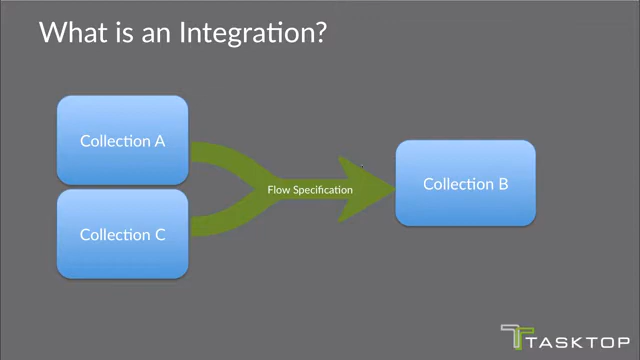 What is an Integration?
Collection A
Flow Specification
Collection B
Collection C
TASKTOP